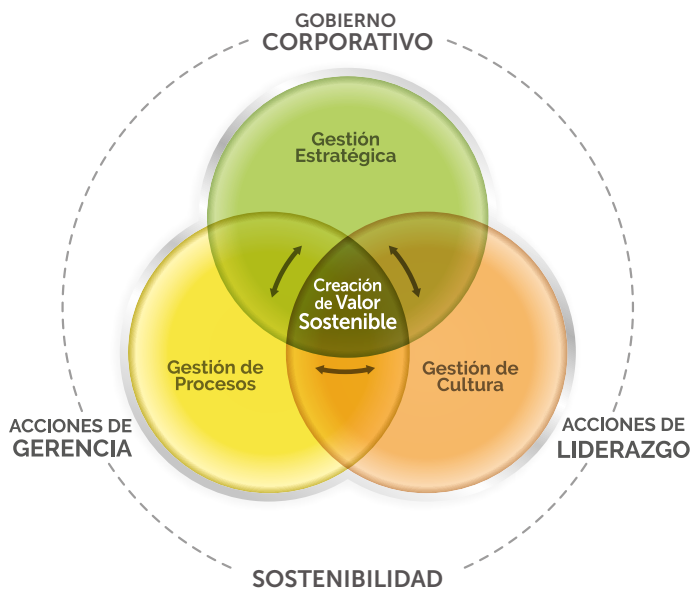 GOBIERNO
CORPORATIVO
Gestión
Estratégica
Creación
de Valor
Sostenible
Gestión de
Procesos
Gestión de
Cultura
ACCIONES DE
GERENCIA
ACCIONES DE
LIDERAZGO
SOSTENIBILIDAD